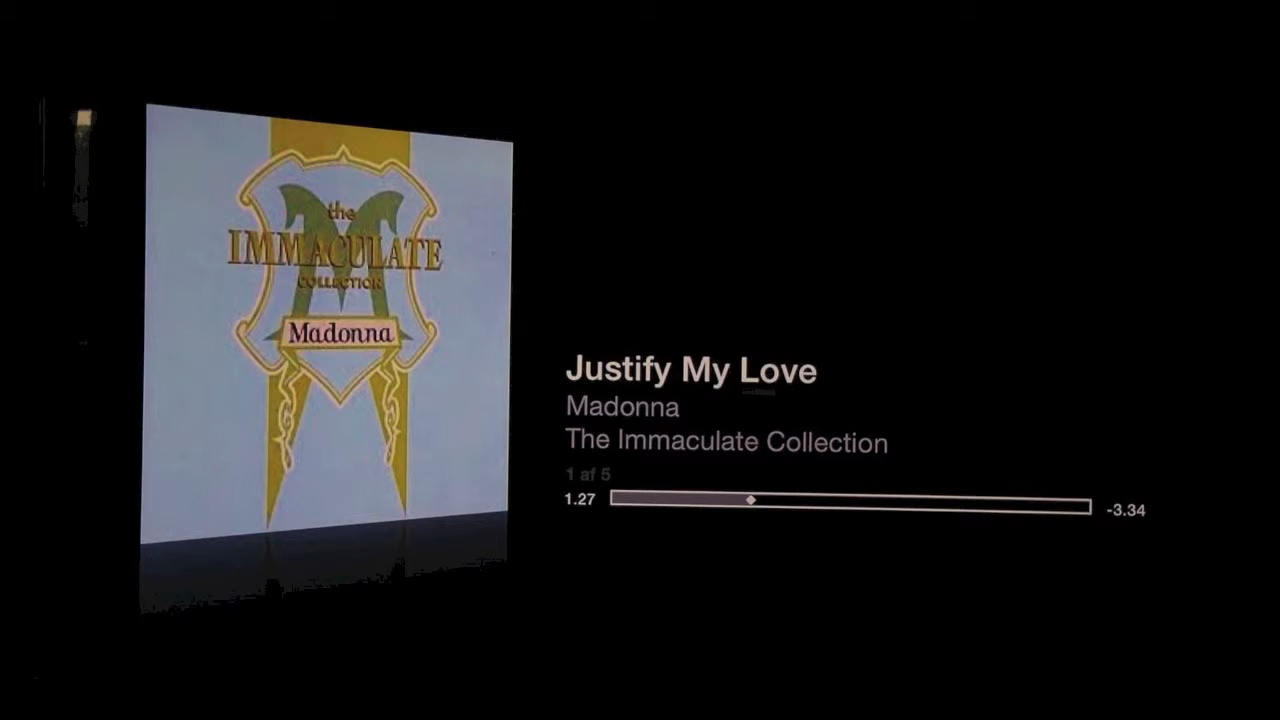 the
IMMACULATE
COLLECTION
Madonna
Justify My Love
Madonna
The Immaculate Collection
1 af 5
1.27
-3.34